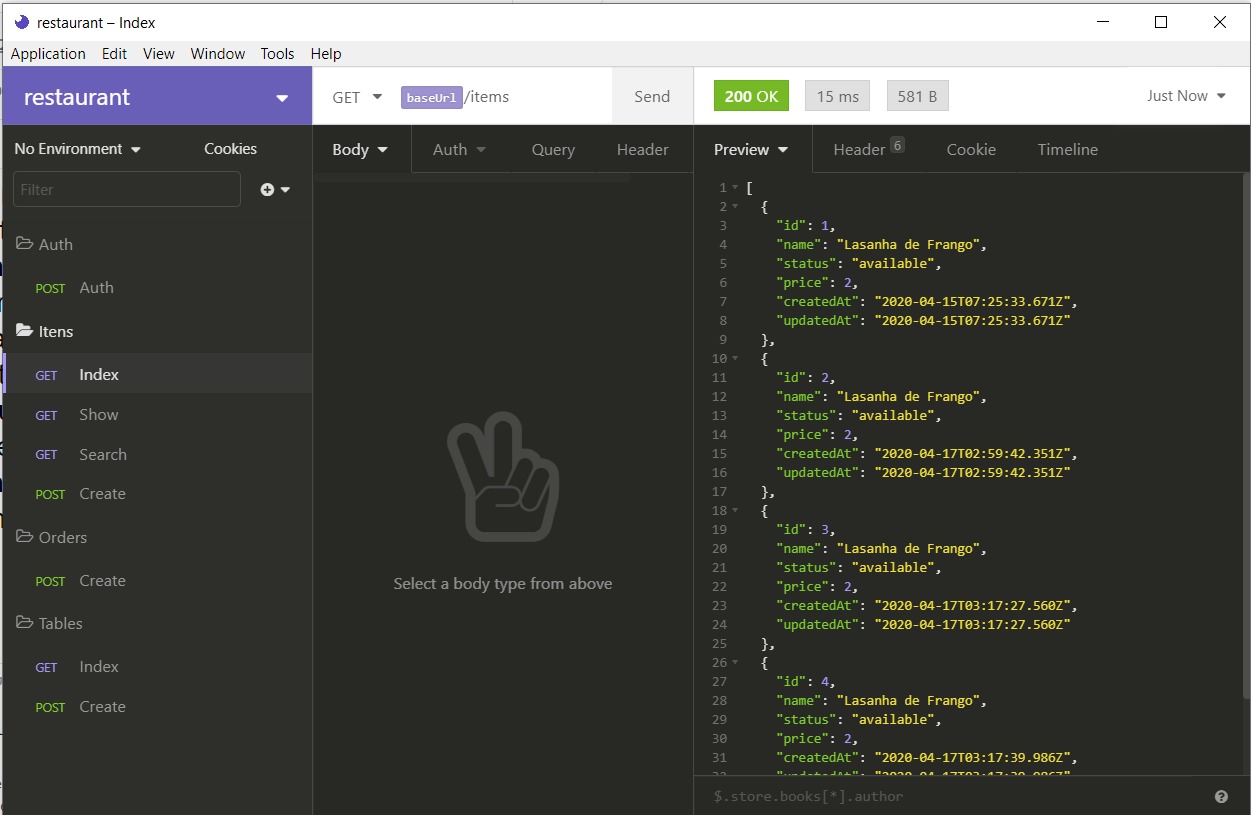 restaurant – Index
Application Edit View Window Tools Help
restaurant
GET baseUrl/items Send
200 OK 15 ms 581 B Just Now
No Environment Cookies
Filter
Auth
POST Auth
Itens
GET Index
GET Show
GET Search
POST Create
Orders
POST Create
Tables
GET Index
POST Create
Body Auth Query Header
Select a body type from above
Preview Header 6 Cookie Timeline
1 [
2 {
3 "id": 1,
4 "name": "Lasanha de Frango",
5 "status": "available",
6 "price": 2,
7 "createdAt": "2020-04-15T07:25:33.671Z",
8 "updatedAt": "2020-04-15T07:25:33.671Z"
9 },
10 {
11 "id": 2,
12 "name": "Lasanha de Frango",
13 "status": "available",
14 "price": 2,
15 "createdAt": "2020-04-17T02:59:42.351Z",
16 "updatedAt": "2020-04-17T02:59:42.351Z"
17 },
18 {
19 "id": 3,
20 "name": "Lasanha de Frango",
21 "status": "available",
22 "price": 2,
23 "createdAt": "2020-04-17T03:17:27.560Z",
24 "updatedAt": "2020-04-17T03:17:27.560Z"
25 },
26 {
27 "id": 4,
28 "name": "Lasanha de Frango",
29 "status": "available",
30 "price": 2,
31 "createdAt": "2020-04-17T03:17:39.986Z",
32 "updatedAt": "2020-04-17T03:17:39.986Z"
$.store.books[*].author